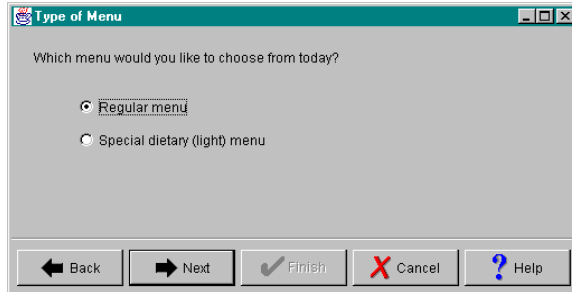 Type of Menu
Which menu would you like to choose from today?
Regular menu
Special dietary (light) menu
Back Next Finish Cancel Help